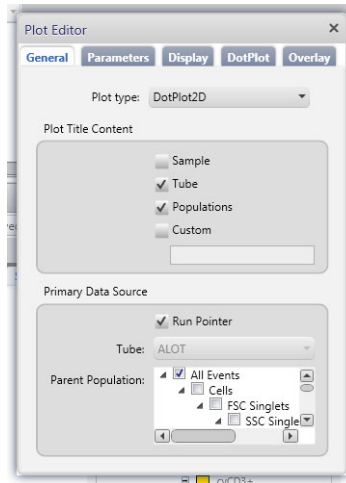 Plot Editor
General Parameters Display DotPlot Overlay
Plot type: DotPlot2D
Plot Title Content
Sample
Tube
Populations
Custom
Primary Data Source
Run Pointer
Tube: ALOT
Parent Population: All Events
Cells
FSC Singlets
SSC Single
cyCD3+